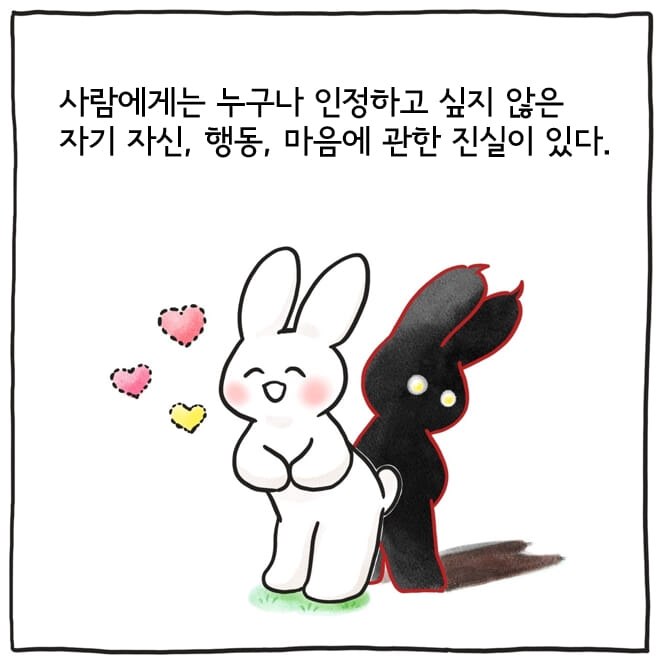 사람에게는 누구나 인정하고 싶지 않은
자기 자신, 행동, 마음에 관한 진실이 있다.